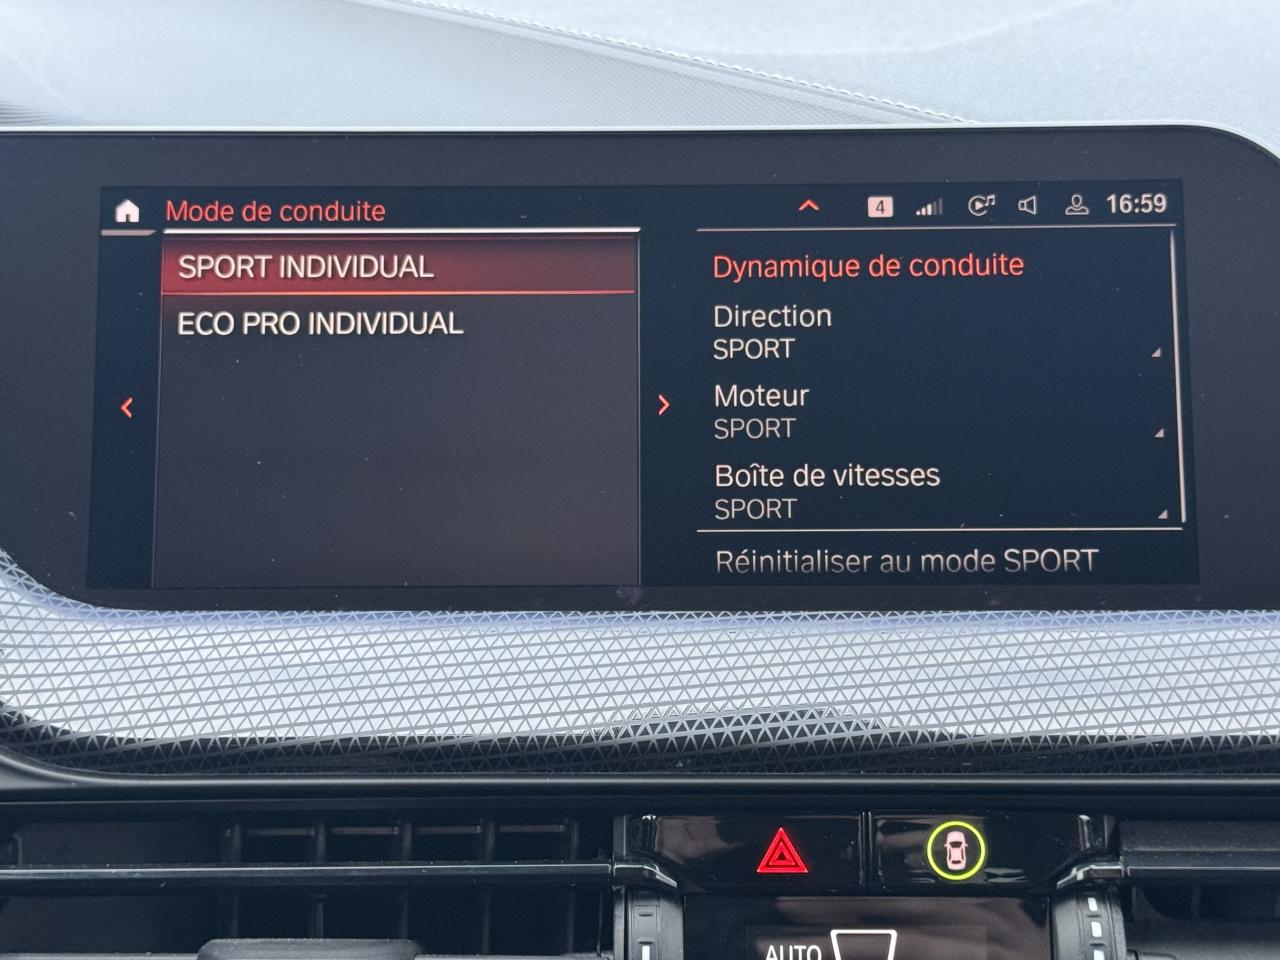 Mode de conduite
4
16:59
SPORT INDIVIDUAL
ECO PRO INDIVIDUAL
Dynamique de conduite
Direction
SPORT
Moteur
SPORT
Boîte de vitesses
SPORT
Réinitialiser au mode SPORT
AUTO